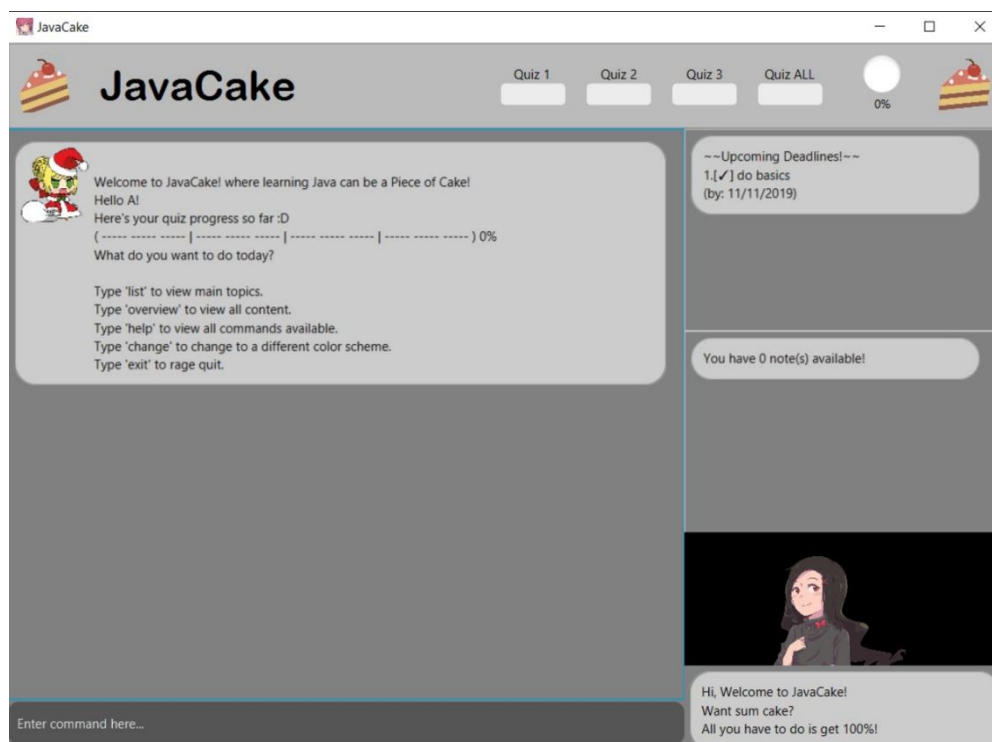 JavaCake
JavaCake
Quiz 1 Quiz 2 Quiz 3 Quiz ALL
0%
Welcome to JavaCake! where learning Java can be a Piece of Cake!
Hello A!
Here's your quiz progress so far :D
( ----- ----- ----- | ----- ----- ----- | ----- ----- ----- | ----- ----- ----- ) 0%
What do you want to do today?
Type 'list' to view main topics.
Type 'overview' to view all content.
Type 'help' to view all commands available.
Type 'change' to change to a different color scheme.
Type 'exit' to rage quit.
Enter command here...
~~Upcoming Deadlines!~~
1.[✓] do basics
(by: 11/11/2019)
You have 0 note(s) available!
Hi, Welcome to JavaCake!
Want sum cake?
All you have to do is get 100%!